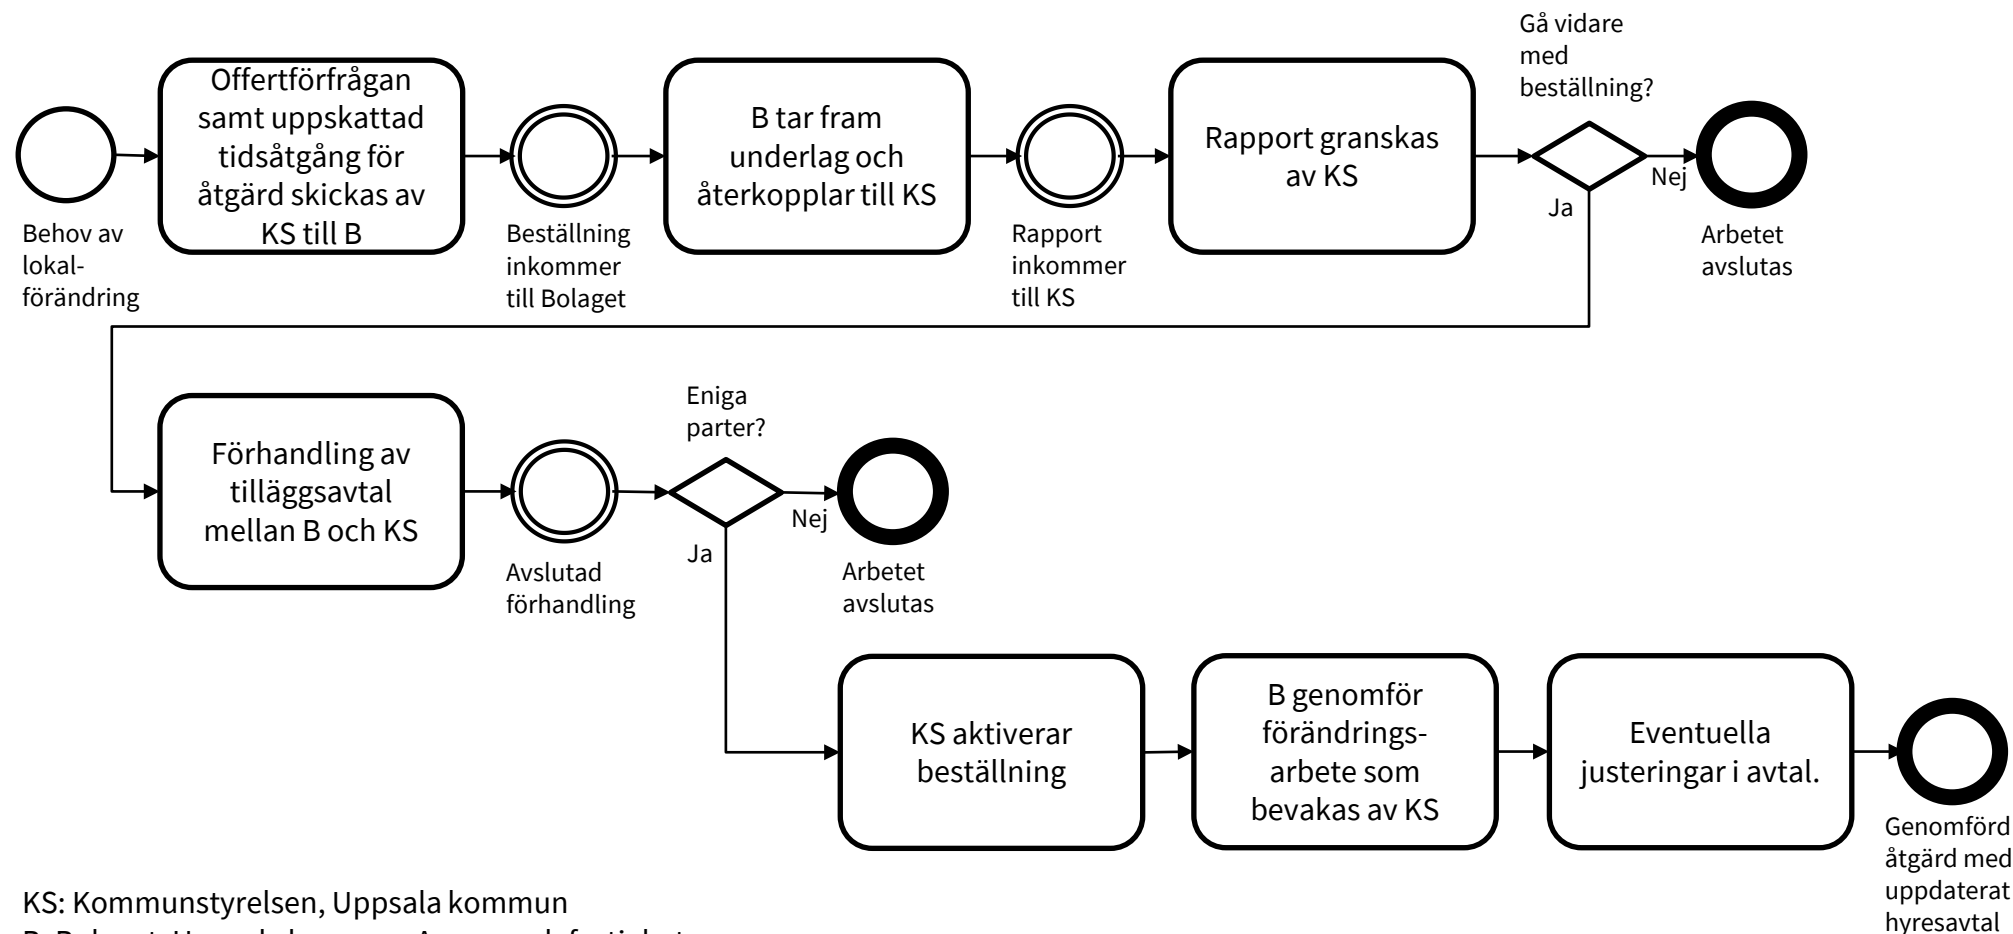 Offertförfrågan
samt uppskattad
tidsåtgång för
åtgärd skickas av
KS till B
B tar fram
underlag och
återkopplar till KS
Rapport granskas
av KS
Gå vidare
med
beställning?
Nej
Ja
Behov av
lokal-
förändring
Beställning
inkommer
till Bolaget
Rapport
inkommer
till KS
Arbetet
avslutas
Förhandling av
tilläggsavtal
mellan B och KS
Avslutad
förhandling
Eniga
parter?
Nej
Ja
Arbetet
avslutas
KS aktiverar
beställning
B genomför
förändrings-
arbete som
bevakas av KS
Eventuella
justeringar i avtal.
Genomförd
åtgärd med
uppdaterat
hyresavtal
KS: Kommunstyrelsen, Uppsala kommun